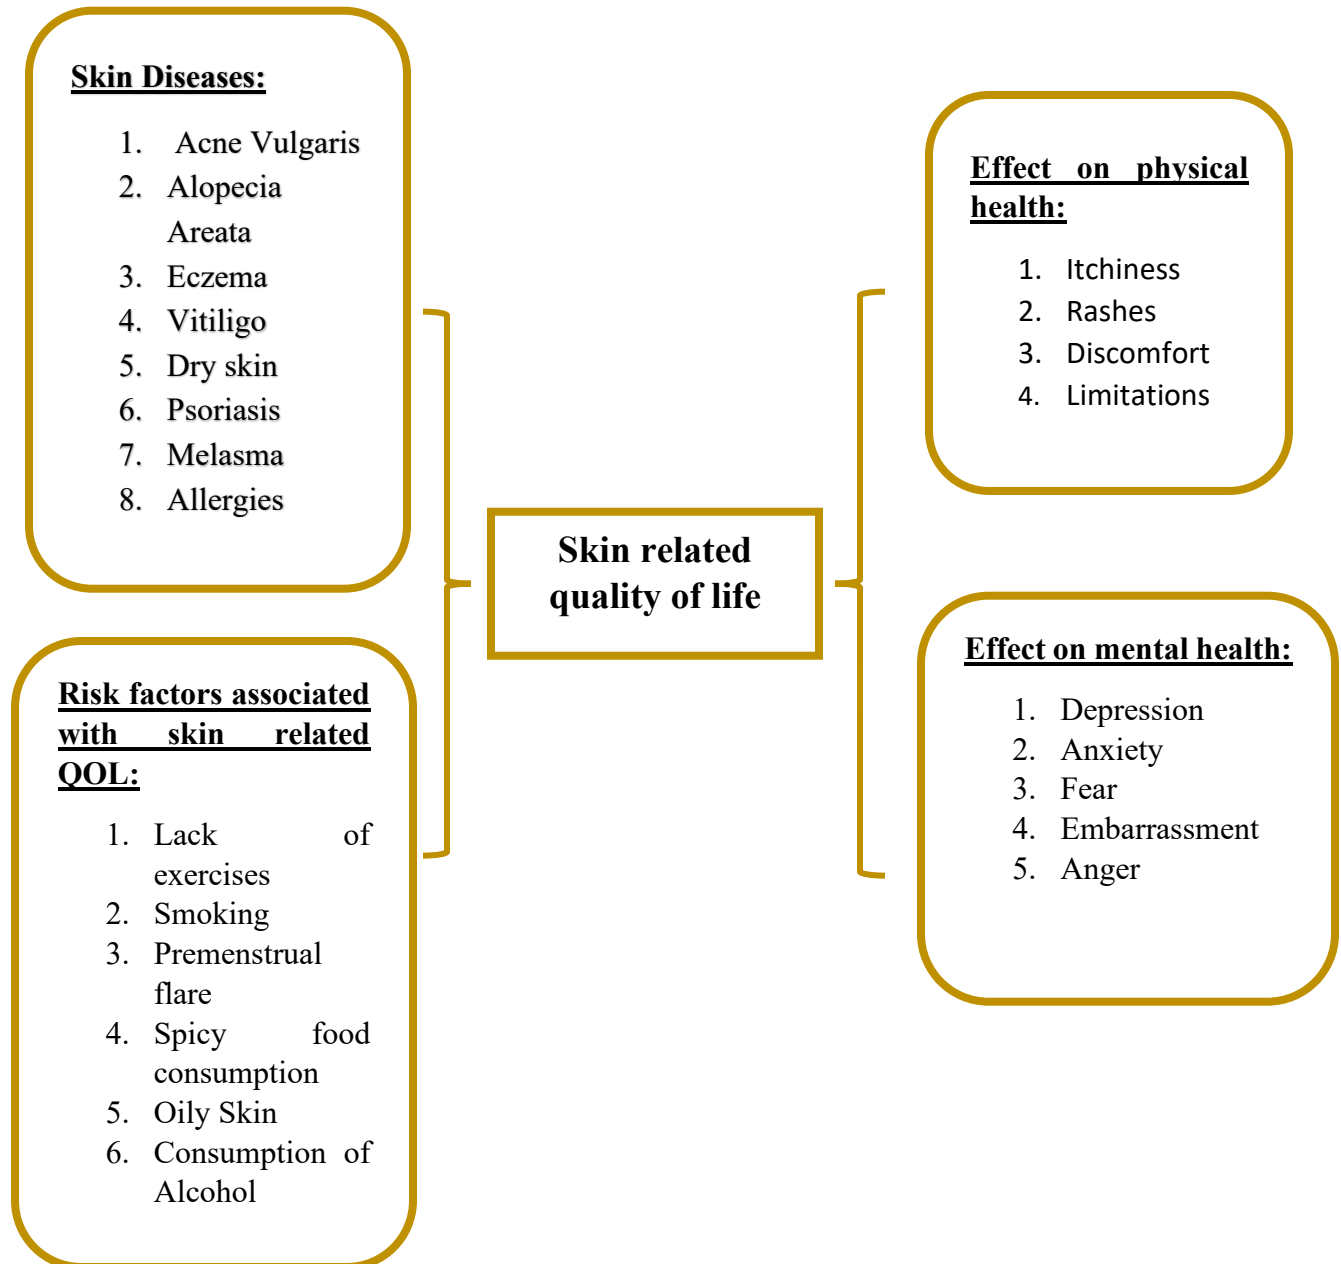 Skin Diseases:
1. Acne Vulgaris
2. Alopecia
Areata
3. Eczema
4. Vitiligo
5. Dry skin
6. Psoriasis
7. Melasma
8. Allergies
Risk factors associated
with skin related
QOL:
1. Lack of
exercises
2. Smoking
3. Premenstrual
flare
4. Spicy food
consumption
5. Oily Skin
6. Consumption of
Alcohol
Skin related
quality of life
Effect on physical
health:
1. Itchiness
2. Rashes
3. Discomfort
4. Limitations
Effect on mental health:
1. Depression
2. Anxiety
3. Fear
4. Embarrassment
5. Anger